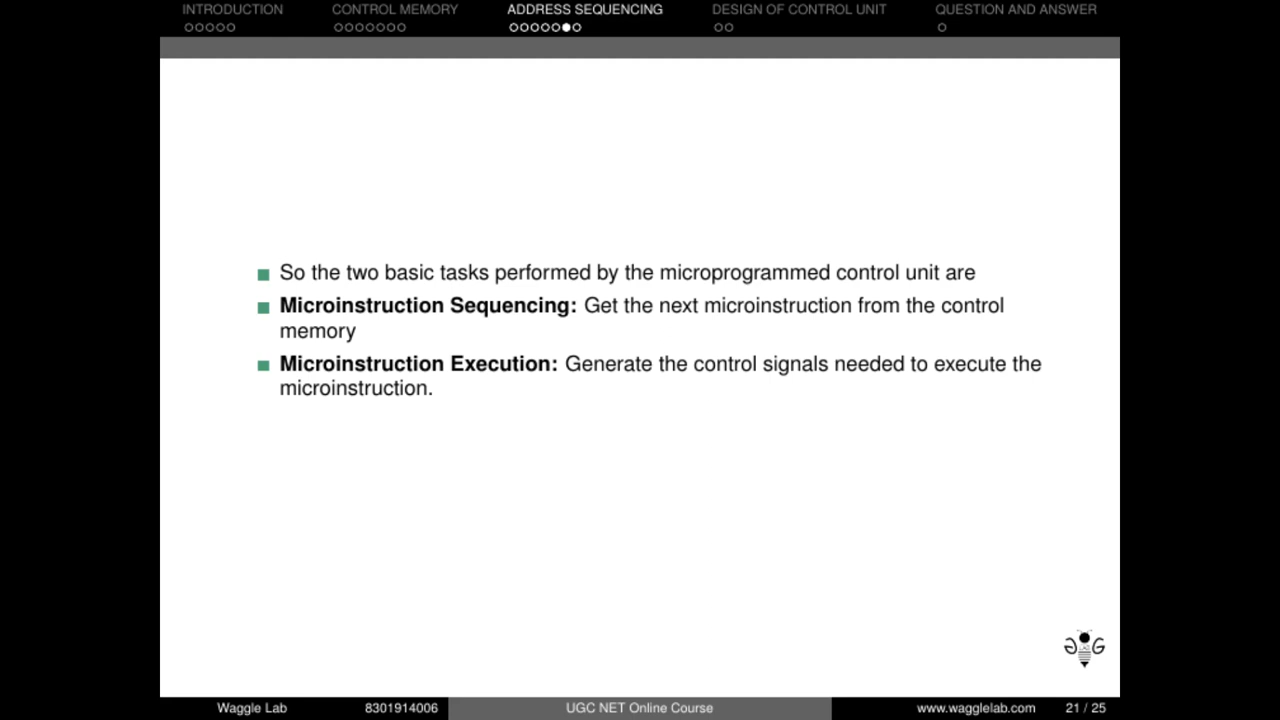 INTRODUCTION CONTROL MEMORY ADDRESS SEQUENCING DESIGN OF CONTROL UNIT QUESTION AND ANSWER
So the two basic tasks performed by the microprogrammed control unit are
Microinstruction Sequencing: Get the next microinstruction from the control
memory
Microinstruction Execution: Generate the control signals needed to execute the
microinstruction.
Waggle Lab 8301914006 UGC NET Online Course www.wagglelab.com 21 / 25